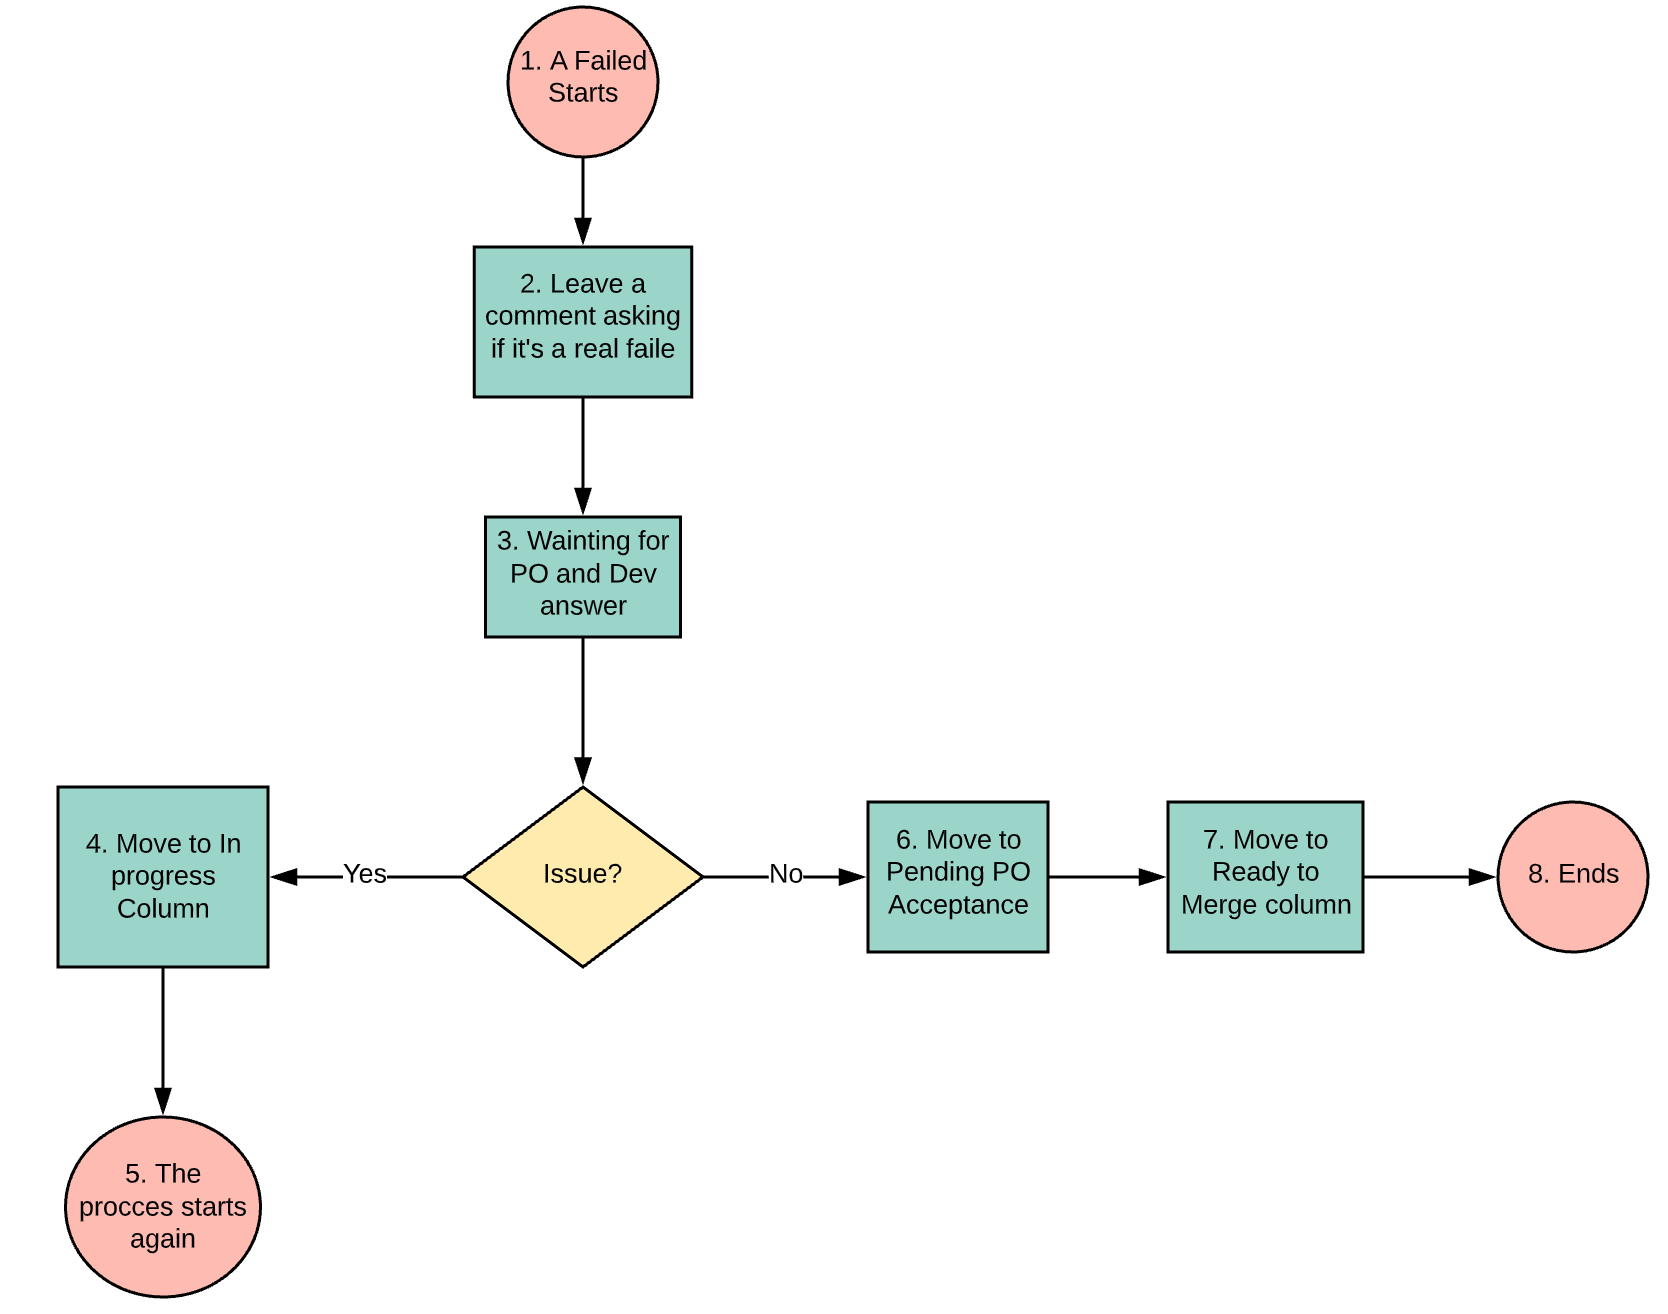 1. A Failed
Starts
2. Leave a
comment asking
if it's a real faile
3. Wainting for
PO and Dev
answer
4. Move to In
progress
Column
Yes
Issue?
No
6. Move to
Pending PO
Acceptance
7. Move to
Ready to
Merge column
8. Ends
5. The
procces starts
again